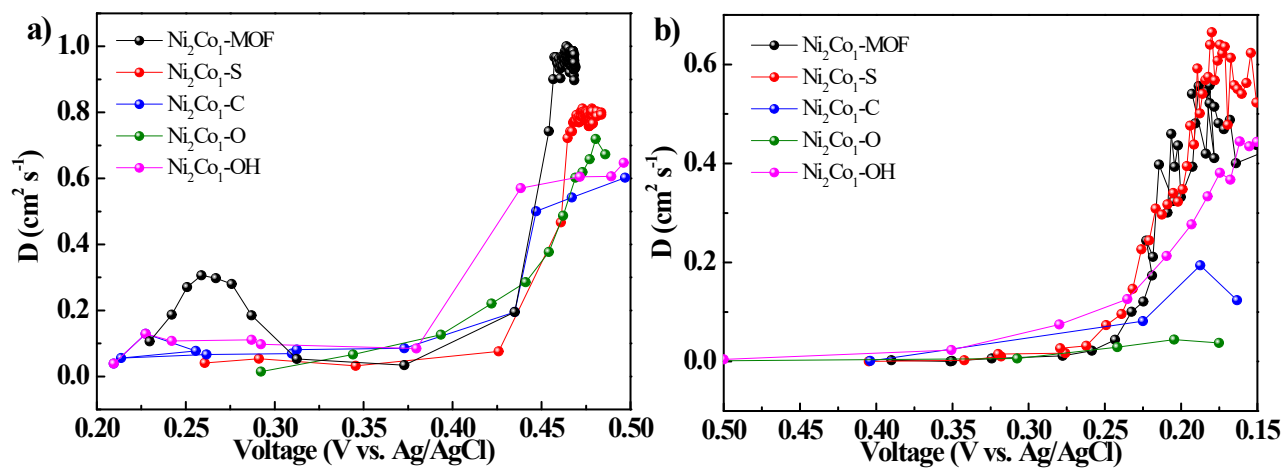 a)
Ni₂Co₁-MOF
Ni₂Co₁-S
Ni₂Co₁-C
Ni₂Co₁-O
Ni₂Co₁-OH
D (cm² s⁻¹)
1.0
0.8
0.6
0.4
0.2
0.0
0.20 0.25 0.30 0.35 0.40 0.45 0.50
Voltage (V vs. Ag/AgCl)
b)
Ni₂Co₁-MOF
Ni₂Co₁-S
Ni₂Co₁-C
Ni₂Co₁-O
Ni₂Co₁-OH
D (cm² s⁻¹)
0.6
0.4
0.2
0.0
0.50 0.45 0.40 0.35 0.30 0.25 0.20 0.15
Voltage (V vs. Ag/AgCl)